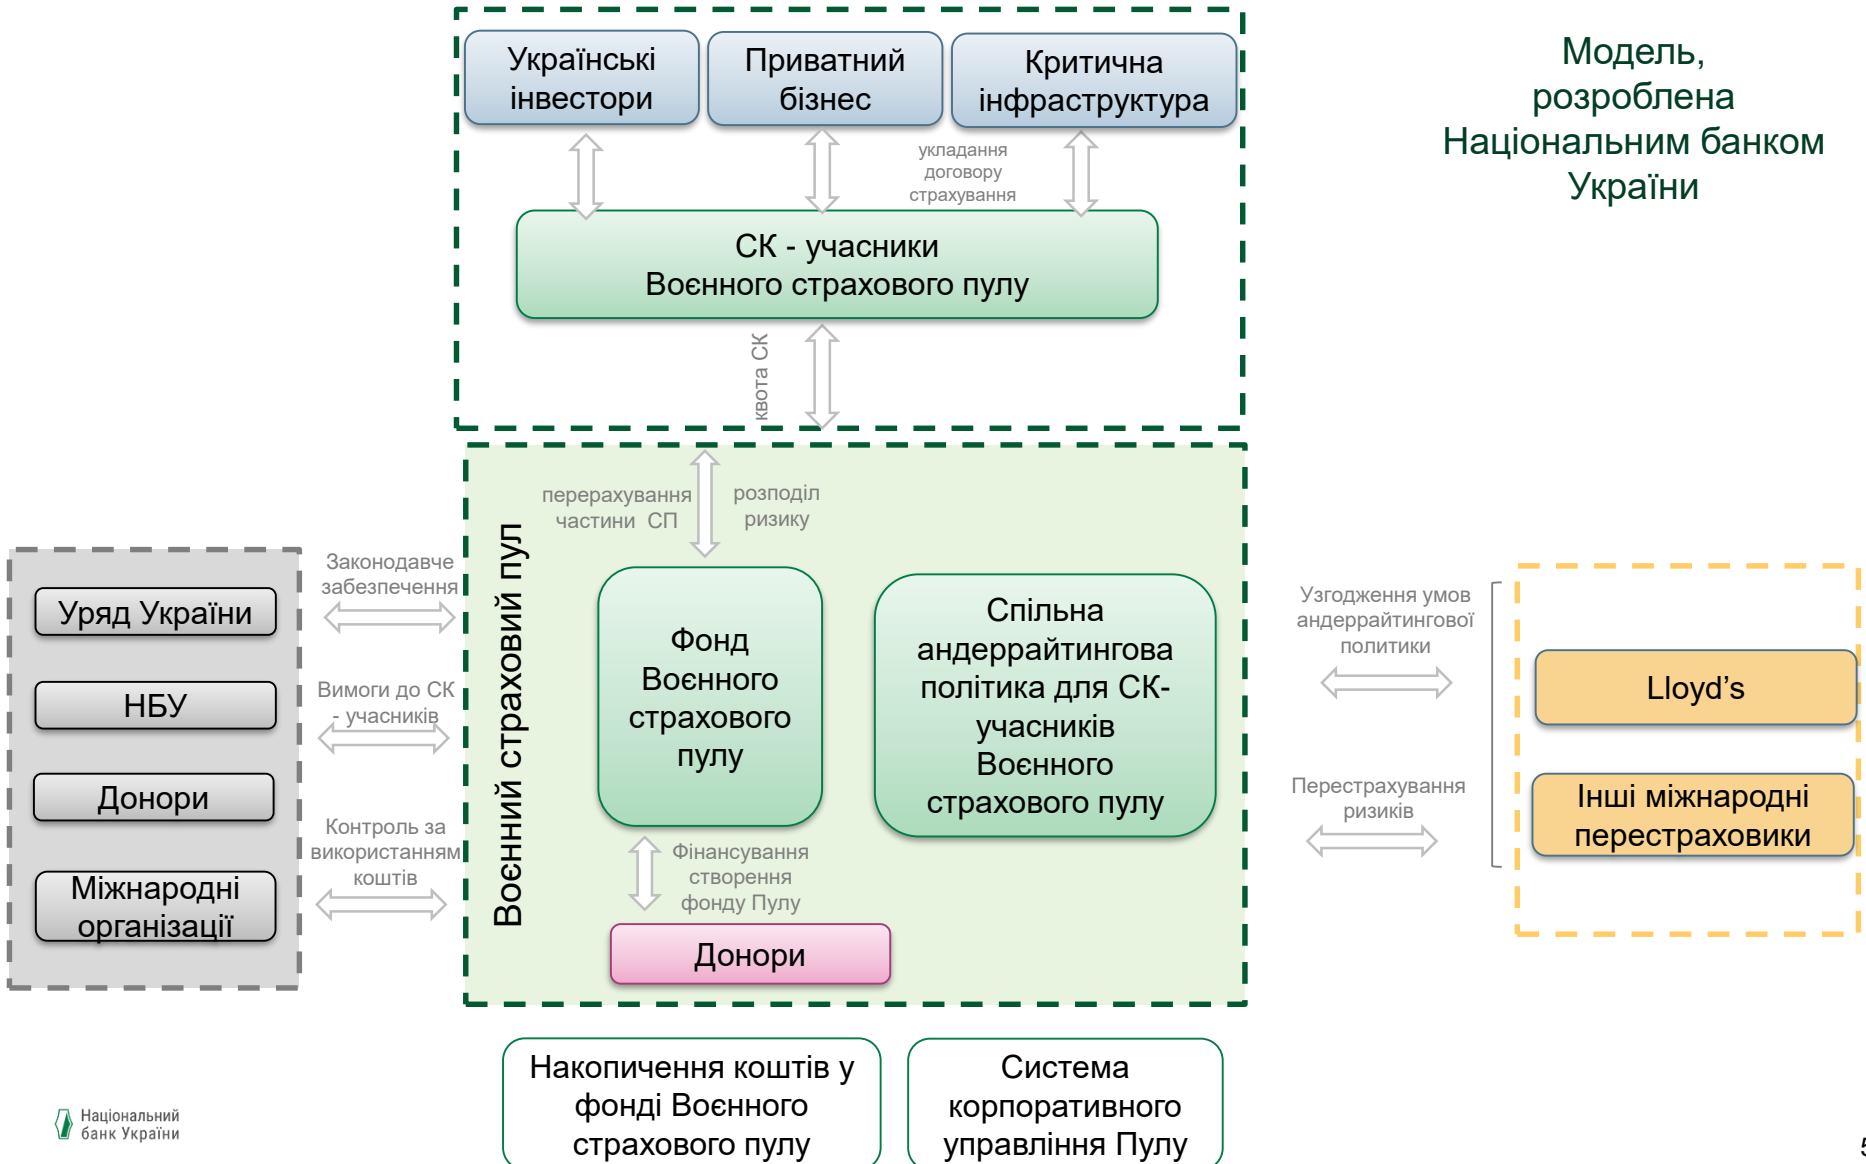 Українські
інвестори
Приватний
бізнес
Критична
інфраструктура
Модель,
розроблена
Національним банком
України
укладання
договору
страхування
СК - учасники
Воєнного страхового пулу
квота СК
перерахування
частини СП
розподіл
ризику
Воєнний страховий пул
Уряд України
НБУ
Донори
Міжнародні
організації
Законодавче
забезпечення
Вимоги до СК
- учасників
Контроль за
використанням
коштів
Фонд
Воєнного
страхового
пулу
Спільна
андеррайтингова
політика для СК-
учасників
Воєнного
страхового пулу
Фінансування
створення
фонду Пулу
Донори
Узгодження умов
андеррайтингової
политики
Перестрахування
ризиків
Lloyd’s
Інші міжнародні
перестраховики
Накопичення коштів у
фонді Воєнного
страхового пулу
Система
корпоративного
управління Пулу
Національний
банк України
5